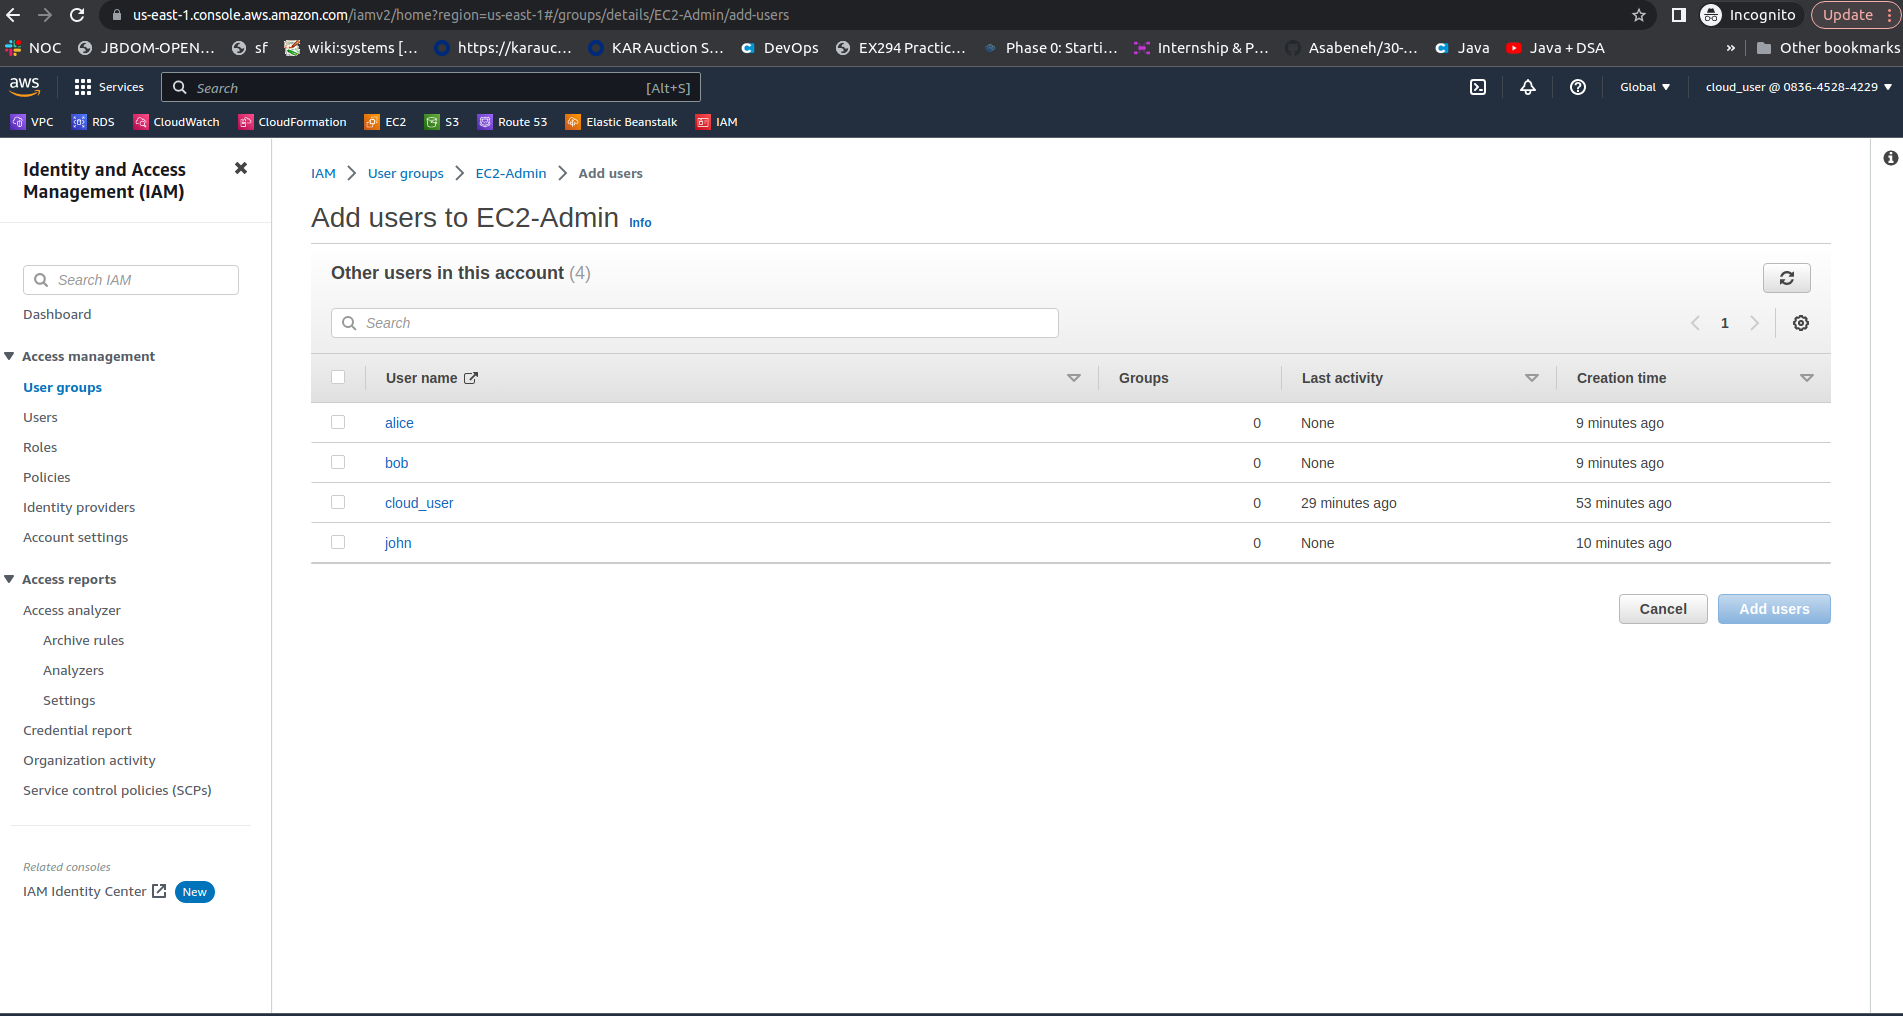 us-east-1.console.aws.amazon.com/iamv2/home?region=us-east-1#/groups/details/EC2-Admin/add-users
Incognito
Update
NOC
JBDOM-OPEN...
sf
wiki:systems [...
https://karauc...
KAR Auction S...
DevOps
EX294 Practic...
Phase 0: Starti...
Internship & P...
Asabeneh/30-...
Java
Java + DSA
»
Other bookmarks
aws
Services
Search
[Alt+S]
Global
cloud_user @ 0836-4528-4229
VPC
RDS
CloudWatch
CloudFormation
EC2
S3
Route 53
Elastic Beanstalk
IAM
Identity and Access
Management (IAM)
Search IAM
Dashboard
Access management
User groups
Users
Roles
Policies
Identity providers
Account settings
Access reports
Access analyzer
Archive rules
Analyzers
Settings
Credential report
Organization activity
Service control policies (SCPs)
Related consoles
IAM Identity Center
New
IAM > User groups > EC2-Admin > Add users
Add users to EC2-Admin Info
Other users in this account (4)
Search
1
User name Groups Last activity Creation time
alice 0 None 9 minutes ago
bob 0 None 9 minutes ago
cloud_user 0 29 minutes ago 53 minutes ago
john 0 None 10 minutes ago
Cancel
Add users